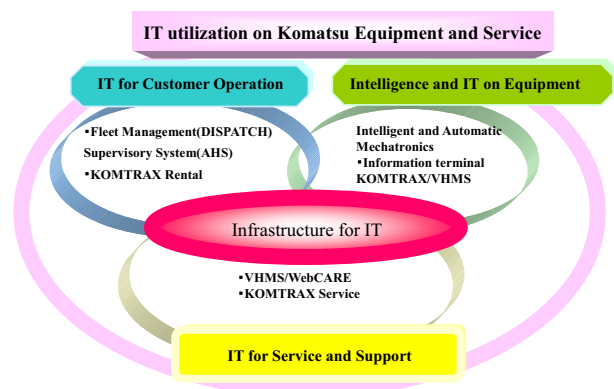 IT utilization on Komatsu Equipment and Service
IT for Customer Operation
Intelligence and IT on Equipment
▪Fleet Management(DISPATCH)
Supervisory System(AHS)
▪KOMTRAX Rental
Intelligent and Automatic
Mechatronics
▪Information terminal
KOMTRAX/VHMS
Infrastructure for IT
▪VHMS/WebCARE
▪KOMTRAX Service
IT for Service and Support